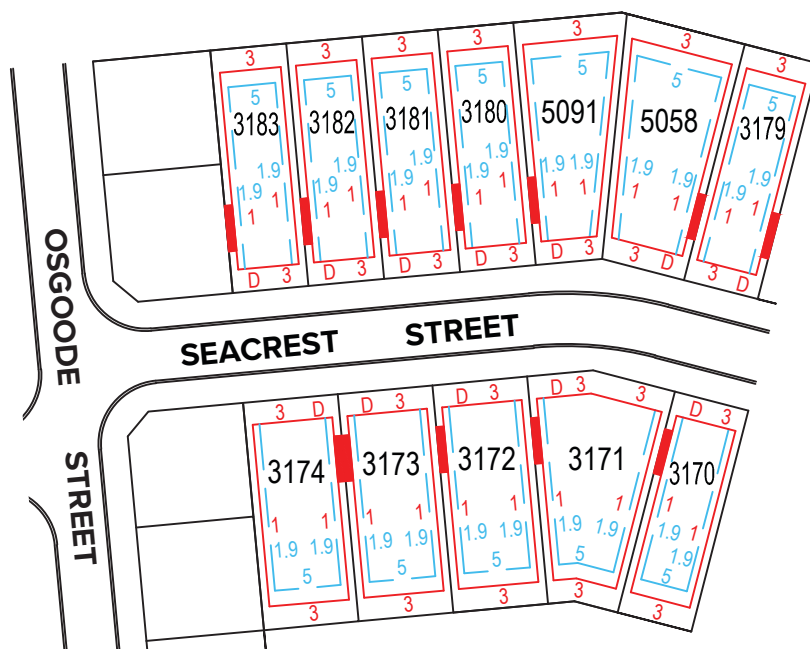 3 3 3 3 3 3 3
5 5 5 5 5 5 5
3183 3182 3181 3180 5091 5058 3179
1.9 1.9 1.9 1.9 1.9 1.9 1.9
1.9 1.9 1.9 1.9 1.9 1.9 1.9
1 1 1 1 1 1 1
1 1 1 1 1 1 1
D 3 D 3 D 3 D 3 D 3 3 D 3 D
OSGOODE STREET
SEACREST STREET
3 D D 3 D 3 D 3 3 D 3
3174 3173 3172 3171 3170
1 1 1 1 1 1 1 1 1 1
1.9 1.9 1.9 1.9 1.9 1.9 1.9 1.9 1.9 1.9
5 5 5 5 5
3 3 3 3 3